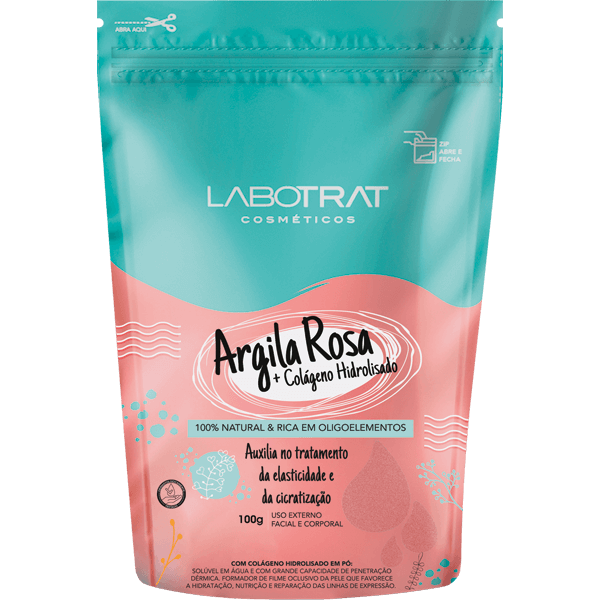 ABRA AQUI
ZIP
ABRE E
FECHA
LABOTRAT
COSMÉTICOS
Argila Rosa
+ Colágeno Hidrolisado
100% NATURAL & RICA EM OLIGOELEMENTOS
Auxilia no tratamento
da elasticidade e
da cicratização
100g
USO EXTERNO
FACIAL E CORPORAL
COM COLÁGENO HIDROLISADO EM PÓ:
SOLÚVEL EM ÁGUA E COM GRANDE CAPACIDADE DE PENETRAÇÃO
DÉRMICA. FORMADOR DE FILME OCLUSIVO DA PELE QUE FAVORECE
A HIDRATAÇÃO, NUTRIÇÃO E REPARAÇÃO DAS LINHAS DE EXPRESSÃO.